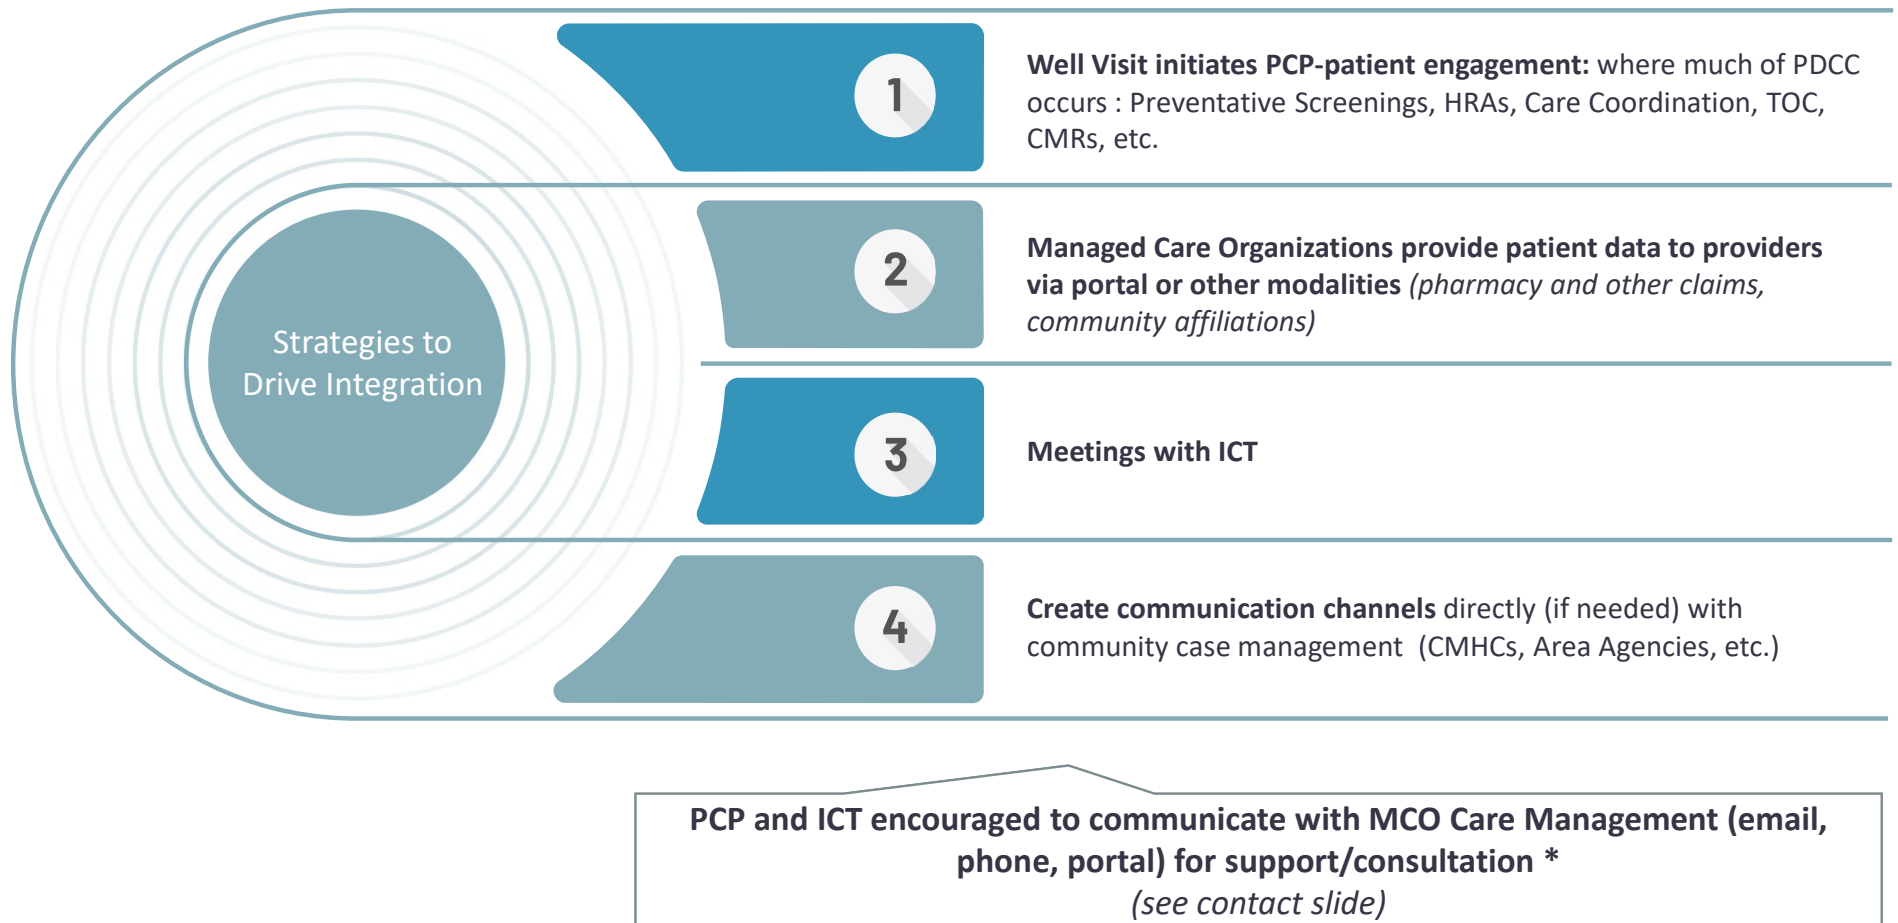 Strategies to
Drive Integration
1
Well Visit initiates PCP-patient engagement: where much of PDCC
occurs : Preventative Screenings, HRAs, Care Coordination, TOC,
CMRs, etc.
2
Managed Care Organizations provide patient data to providers
via portal or other modalities (pharmacy and other claims,
community affiliations)
3
Meetings with ICT
4
Create communication channels directly (if needed) with
community case management  (CMHCs, Area Agencies, etc.)
PCP and ICT encouraged to communicate with MCO Care Management (email,
phone, portal) for support/consultation *
(see contact slide)